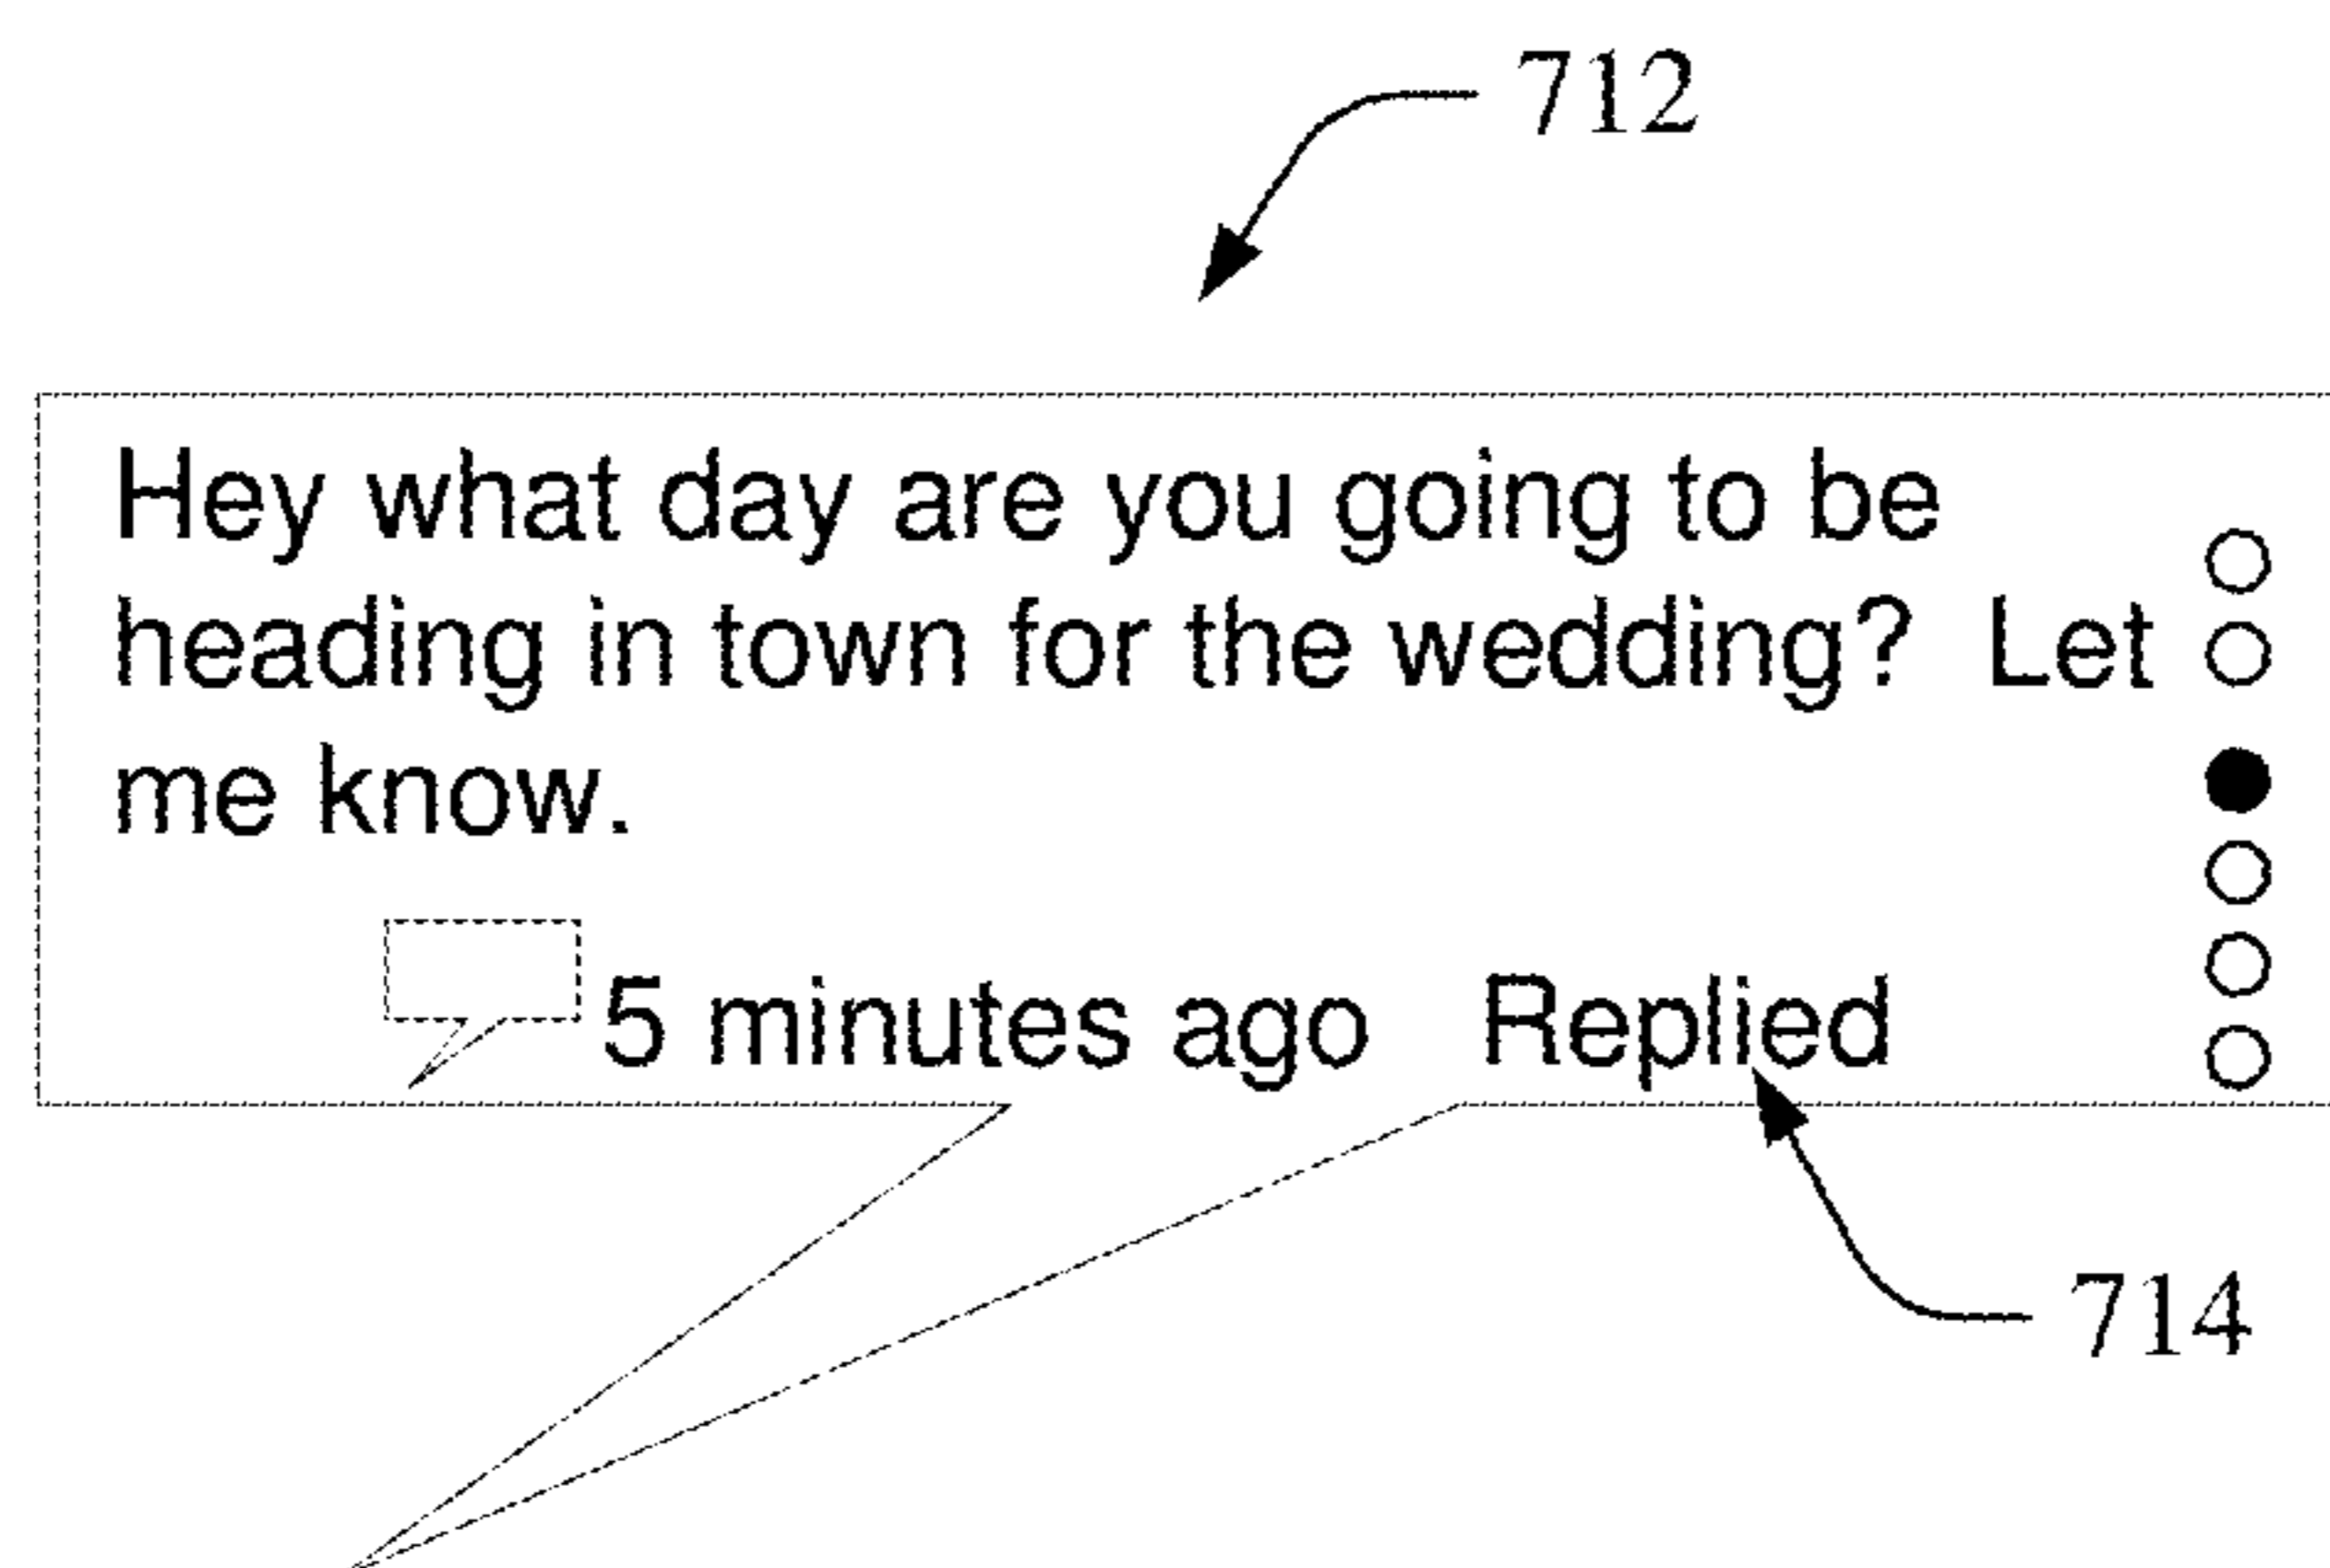 712
Hey what day are you going to be
heading in town for the wedding?  Let
me know.
5 minutes ago   Replied
714